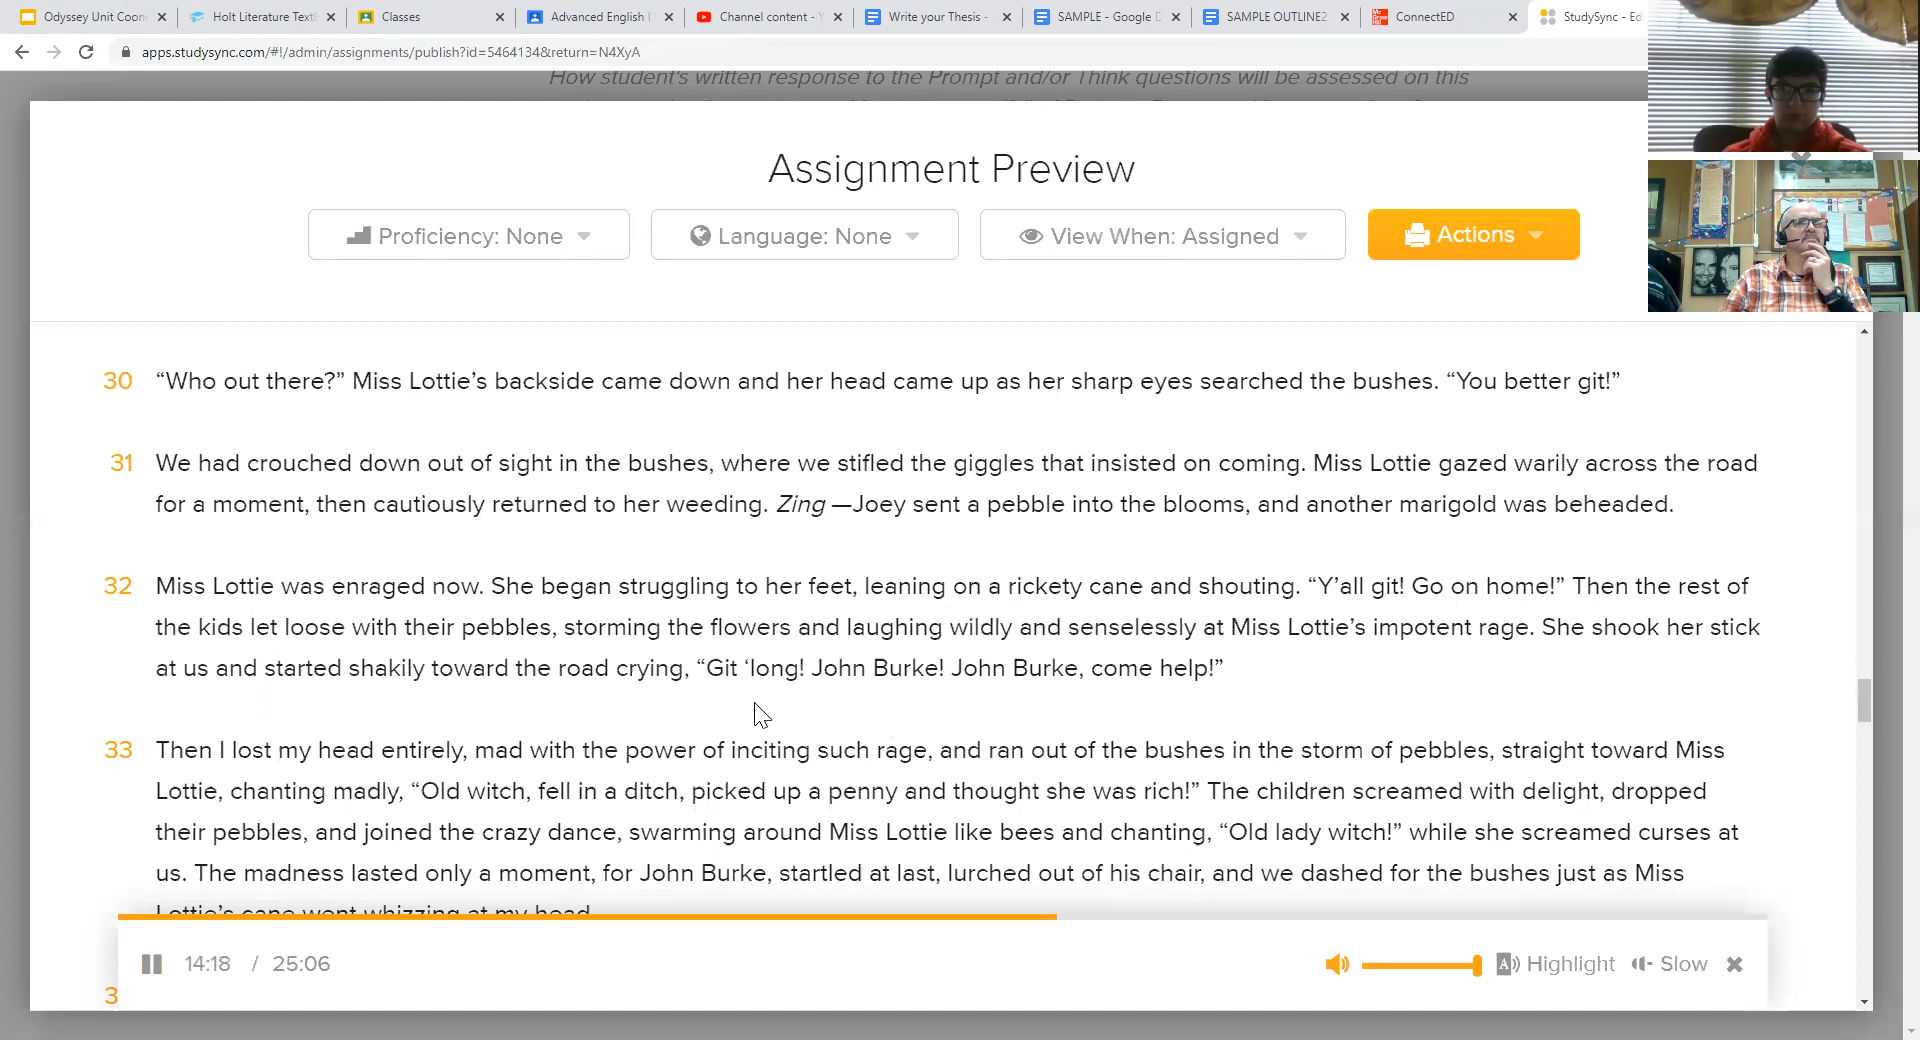 Odyssey Unit Coon
Holt Literature Textb
Classes
Advanced English I
Channel content - Y
Write your Thesis -
SAMPLE - Google D
SAMPLE OUTLINE2
ConnectED
StudySync - Ed
apps.studysync.com/#!/admin/assignments/publish?id=5464134&return=N4XyA
How student's written response to the Prompt and/or Think questions will be assessed on this
Assignment Preview
Proficiency: None
Language: None
View When: Assigned
Actions
30 “Who out there?” Miss Lottie’s backside came down and her head came up as her sharp eyes searched the bushes. “You better git!”
31 We had crouched down out of sight in the bushes, where we stifled the giggles that insisted on coming. Miss Lottie gazed warily across the road
for a moment, then cautiously returned to her weeding. Zing —Joey sent a pebble into the blooms, and another marigold was beheaded.
32 Miss Lottie was enraged now. She began struggling to her feet, leaning on a rickety cane and shouting. “Y’all git! Go on home!” Then the rest of
the kids let loose with their pebbles, storming the flowers and laughing wildly and senselessly at Miss Lottie’s impotent rage. She shook her stick
at us and started shakily toward the road crying, “Git ‘long! John Burke! John Burke, come help!”
33 Then I lost my head entirely, mad with the power of inciting such rage, and ran out of the bushes in the storm of pebbles, straight toward Miss
Lottie, chanting madly, “Old witch, fell in a ditch, picked up a penny and thought she was rich!” The children screamed with delight, dropped
their pebbles, and joined the crazy dance, swarming around Miss Lottie like bees and chanting, “Old lady witch!” while she screamed curses at
us. The madness lasted only a moment, for John Burke, startled at last, lurched out of his chair, and we dashed for the bushes just as Miss
Lottie’s cane went whizzing at my head.
14:18 / 25:06
Highlight
Slow
3